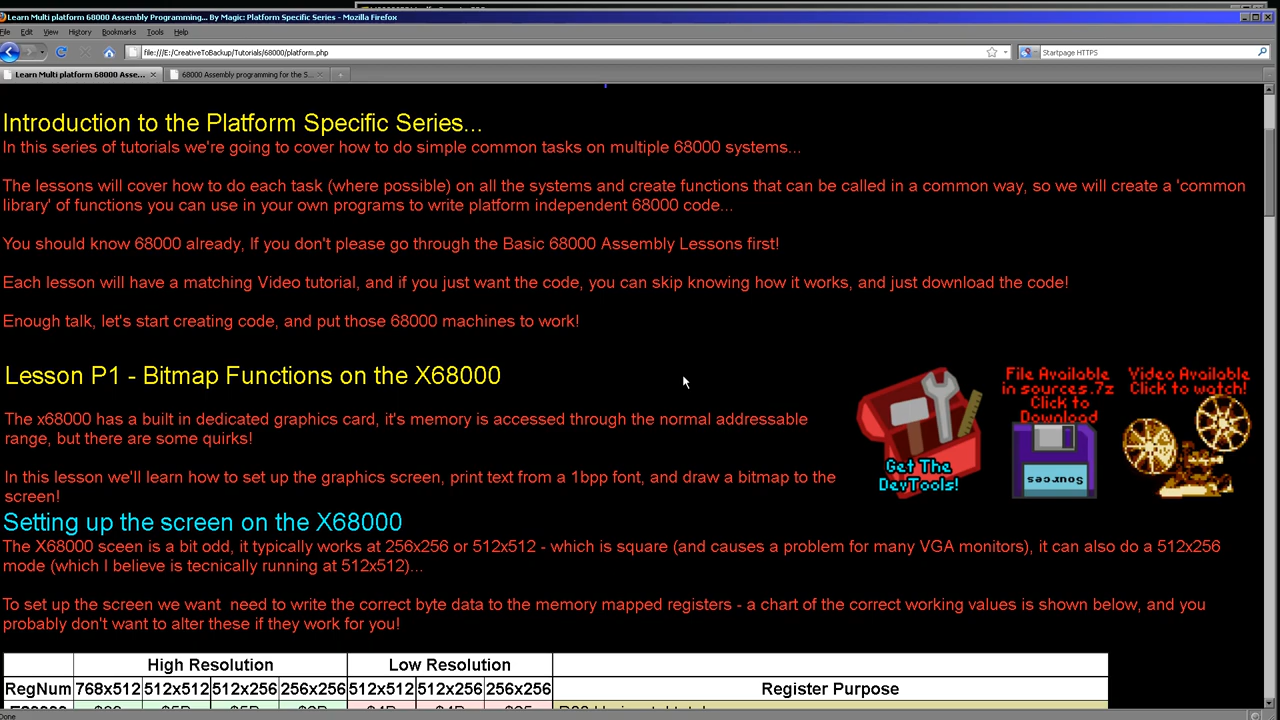 Learn Multi platform 68000 Assembly Programming... By Magic: Platform Specific Series - Mozilla Firefox
File Edit View History Bookmarks Tools Help
file:///E:/CreativeToBackup/Tutorials/68000/platform.php
Startpage HTTPS
Learn Multi platform 68000 Asse...
68000 Assembly programming for the S...
Introduction to the Platform Specific Series...
In this series of tutorials we're going to cover how to do simple common tasks on multiple 68000 systems...
The lessons will cover how to do each task (where possible) on all the systems and create functions that can be called in a common way, so we will create a 'common
library' of functions you can use in your own programs to write platform independent 68000 code...
You should know 68000 already, If you don't please go through the Basic 68000 Assembly Lessons first!
Each lesson will have a matching Video tutorial, and if you just want the code, you can skip knowing how it works, and just download the code!
Enough talk, let's start creating code, and put those 68000 machines to work!
Lesson P1 - Bitmap Functions on the X68000
The x68000 has a built in dedicated graphics card, it's memory is accessed through the normal addressable
range, but there are some quirks!
In this lesson we'll learn how to set up the graphics screen, print text from a 1bpp font, and draw a bitmap to the
screen!
Get The
DevTools!
File Available
in sources.7z
Click to
Download
Sources
Video Available
Click to watch!
Setting up the screen on the X68000
The X68000 sceen is a bit odd, it typically works at 256x256 or 512x512 - which is square (and causes a problem for many VGA monitors), it can also do a 512x256
mode (which I believe is tecnically running at 512x512)...
To set up the screen we want  need to write the correct byte data to the memory mapped registers - a chart of the correct working values is shown below, and you
probably don't want to alter these if they work for you!
High Resolution Low Resolution
RegNum 768x512 512x512 512x256 256x256 512x512 512x256 256x256 Register Purpose
Done